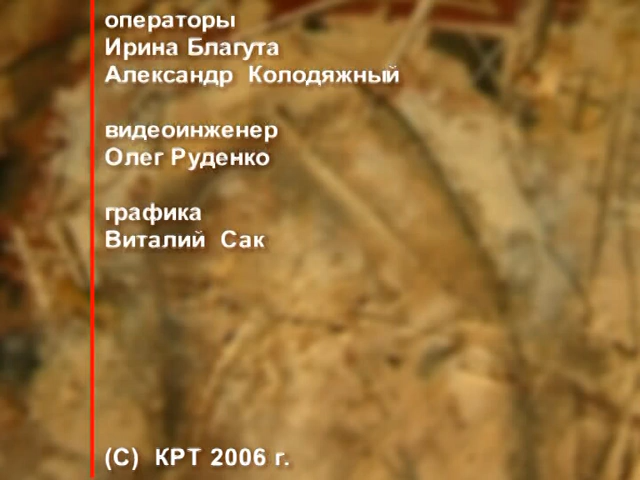 операторы
Ирина Благута
Александр Колодяжный
видеоинженер
Олег Руденко
графика
Виталий Сак
(С) КРТ 2006 г.